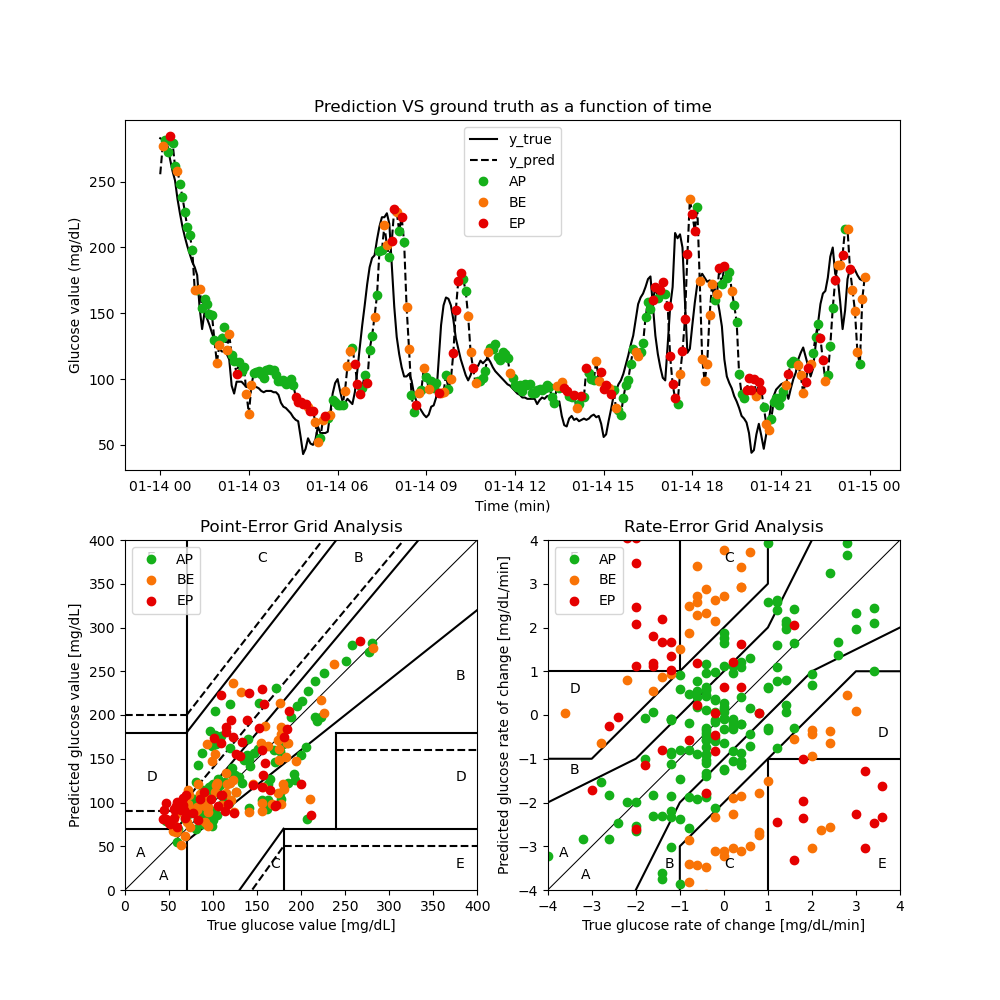 Prediction VS ground truth as a function of time
Glucose value (mg/dL)
250
200
150
100
50
y_true
y_pred
AP
BE
EP
01-14 00 01-14 03 01-14 06 01-14 09 01-14 12 01-14 15 01-14 18 01-14 21 01-15 00
Time (min)
Point-Error Grid Analysis
Predicted glucose value [mg/dL]
400
350
300
250
200
150
100
50
0
AP
BE
EP
C
B
B
D
D
A
A
C
E
0 50 100 150 200 250 300 350 400
True glucose value [mg/dL]
Rate-Error Grid Analysis
Predicted glucose rate of change [mg/dL/min]
4
3
2
1
0
−1
−2
−3
−4
AP
BE
EP
C
D
D
B
A
A
B
C
E
−4 −3 −2 −1 0 1 2 3 4
True glucose rate of change [mg/dL/min]